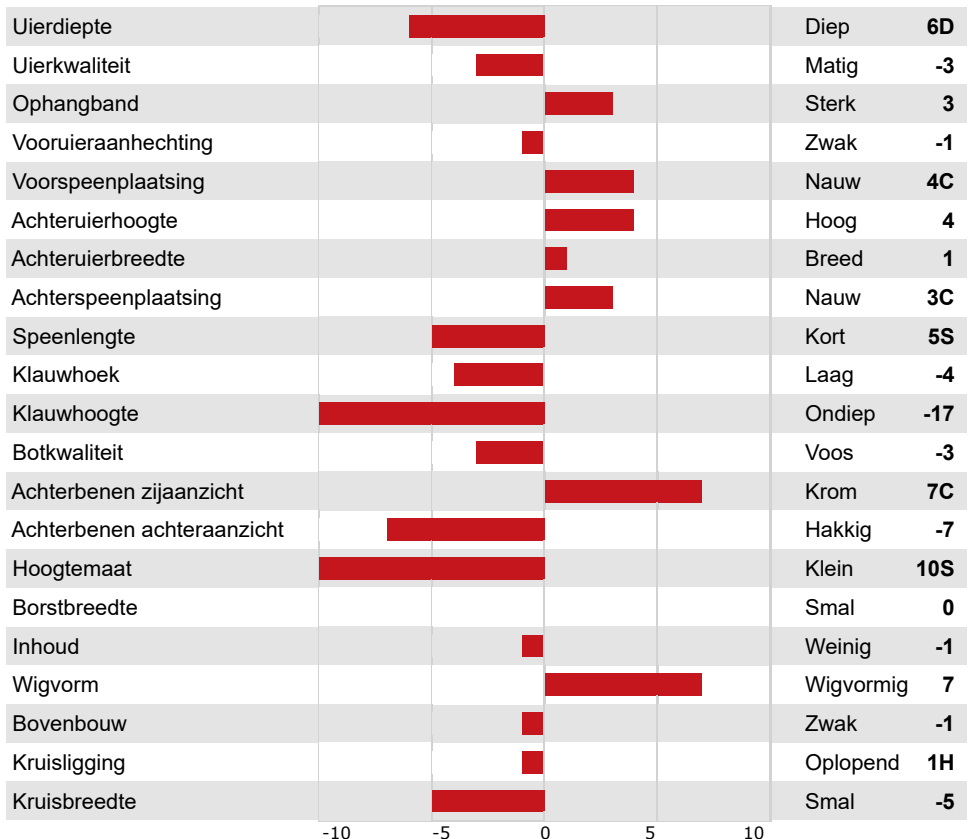 Uierdiepte Diep 6D
Uierkwaliteit Matig -3
Ophangband Sterk 3
Vooruieraanhechting Zwak -1
Voorspeenplaatsing Nauw 4C
Achteruierhoogte Hoog 4
Achteruierbreedte Breed 1
Achterspeenplaatsing Nauw 3C
Speenlengte Kort 5S
Klauwhoek Laag -4
Klauwhoogte Ondiep -17
Botkwaliteit Voos -3
Achterbenen zijaanzicht Krom 7C
Achterbenen achteraanzicht Hakkig -7
Hoogtemaat Klein 10S
Borstbreedte Smal 0
Inhoud Weinig -1
Wigvorm Wigvormig 7
Bovenbouw Zwak -1
Kruisligging Oplopend 1H
Kruisbreedte Smal -5
-10 -5 0 5 10